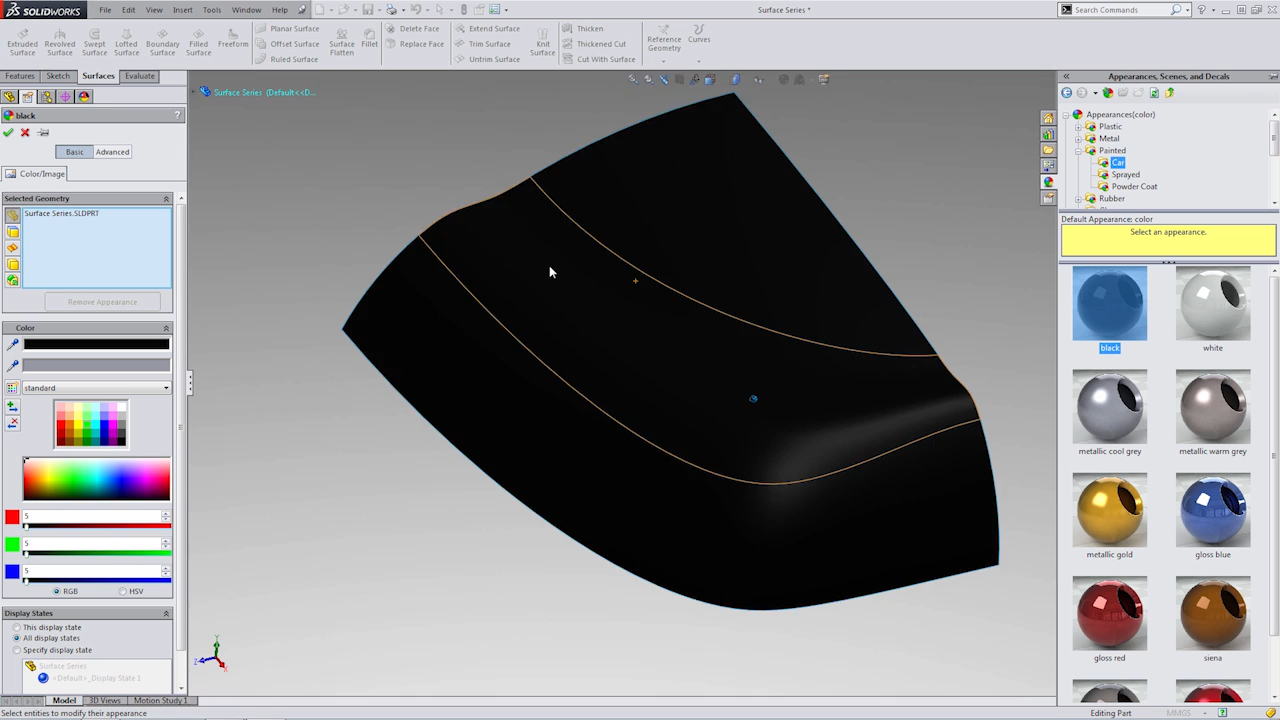 SOLIDWORKS
File Edit View Insert Tools Window Help
Surface Series *
Search Commands
Extruded Surface
Revolved Surface
Swept Surface
Lofted Surface
Boundary Surface
Filled Surface
Freeform
Planar Surface
Offset Surface
Ruled Surface
Surface Flatten
Fillet
Delete Face
Replace Face
Extend Surface
Trim Surface
Untrim Surface
Knit Surface
Thicken
Thickened Cut
Cut With Surface
Reference Geometry
Curves
Features Sketch Surfaces Evaluate
Surface Series (Default<<D...
black
?
Basic Advanced
Color/Image
Selected Geometry
Surface Series.SLDPRT
Remove Appearance
Color
standard
5
5
5
RGB HSV
Display States
This display state
All display states
Specify display state
Surface Series
<Default>_Display State 1
Appearances, Scenes, and Decals
Appearances(color)
Plastic
Metal
Painted
Car
Sprayed
Powder Coat
Rubber
Default Appearance: color
Select an appearance.
black
white
metallic cool grey
metallic warm grey
metallic gold
gloss blue
gloss red
siena
Y
Z
Model 3D Views Motion Study 1
Select entities to modify their appearance
Editing Part
MMGS